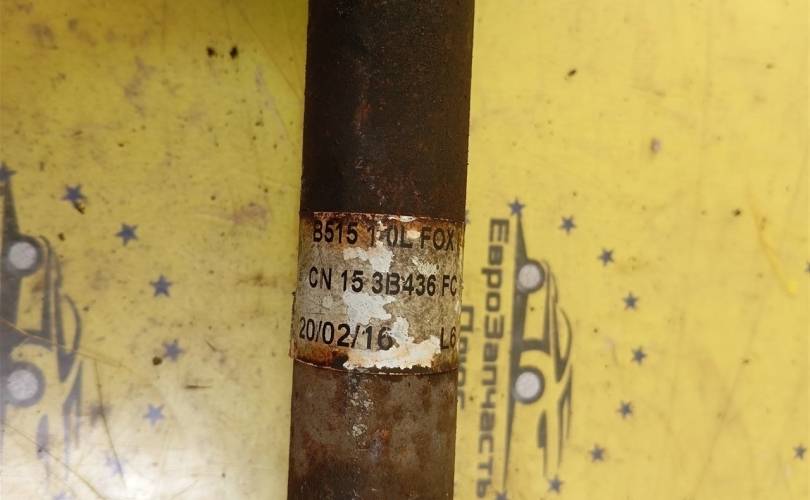 B515 1.0L FOX
CN 15 3B436 FC
20/02/16 L6
ЕвроЗапчасть